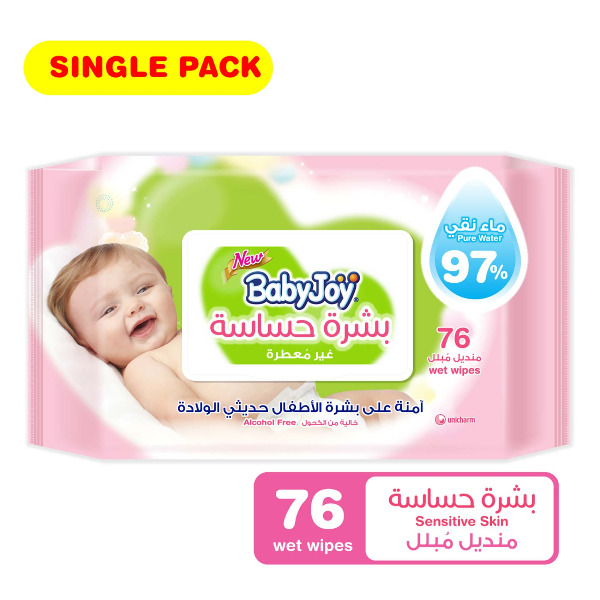 SINGLE PACK
New
BabyJoy®
بشرة حساسة
غير مُعطرة
ماء نقي
Pure Water
97%
76
منديل مُبلل
wet wipes
آمنة على بشرة الأطفال حديثي الولادة
Alcohol Free / خالية من الكحول
unicharm
76
wet wipes
بشرة حساسة
Sensitive Skin
منديل مُبلل